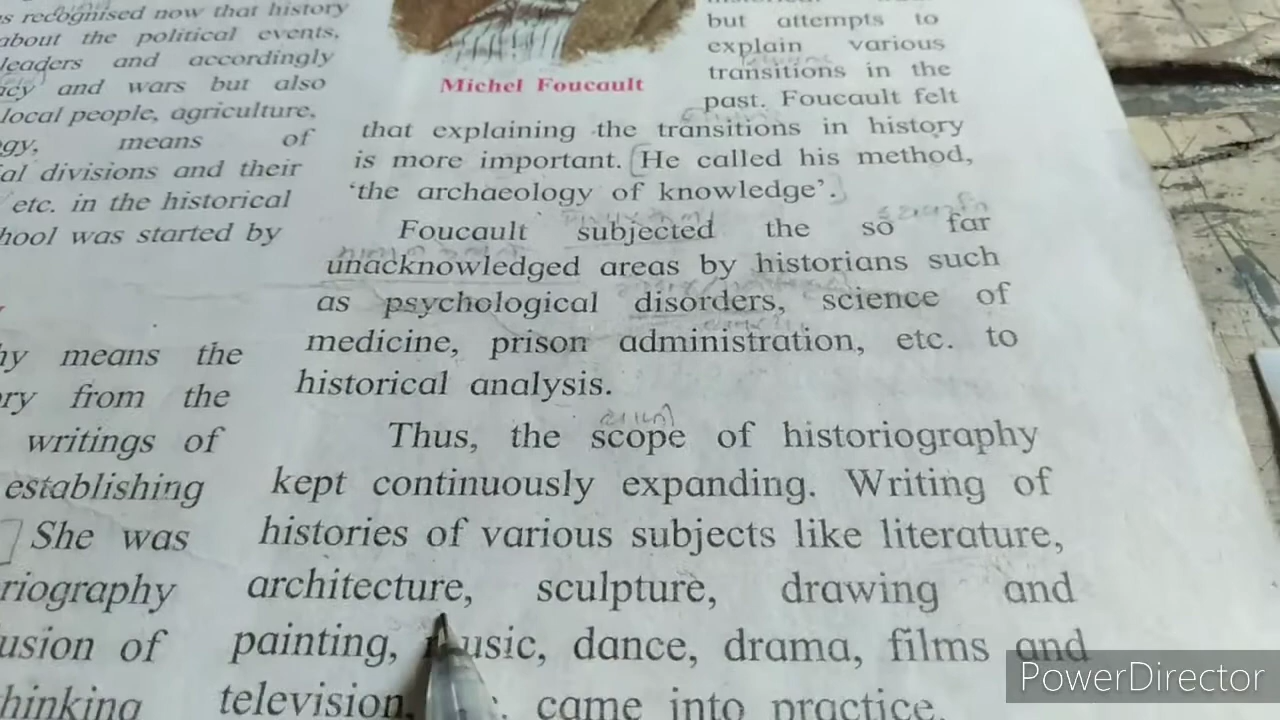 s recognised now that history
about the political events,
leaders and accordingly
acy and wars but also
local people, agriculture,
gy, means of
al divisions and their
etc. in the historical
hool was started by
hy means the
ry from the
writings of
establishing
She was
riography
usion of
hinking
Michel Foucault
but attempts to
explain various
transitions in the
past. Foucault felt
that explaining the transitions in history
is more important. [He called his method,
‘the archaeology of knowledge’.]
Foucault subjected the so far
unacknowledged areas by historians such
as psychological disorders, science of
medicine, prison administration, etc. to
historical analysis.
Thus, the scope of historiography
kept continuously expanding. Writing of
histories of various subjects like literature,
architecture, sculpture, drawing and
painting, music, dance, drama, films and
television, came into practice.
PowerDirector